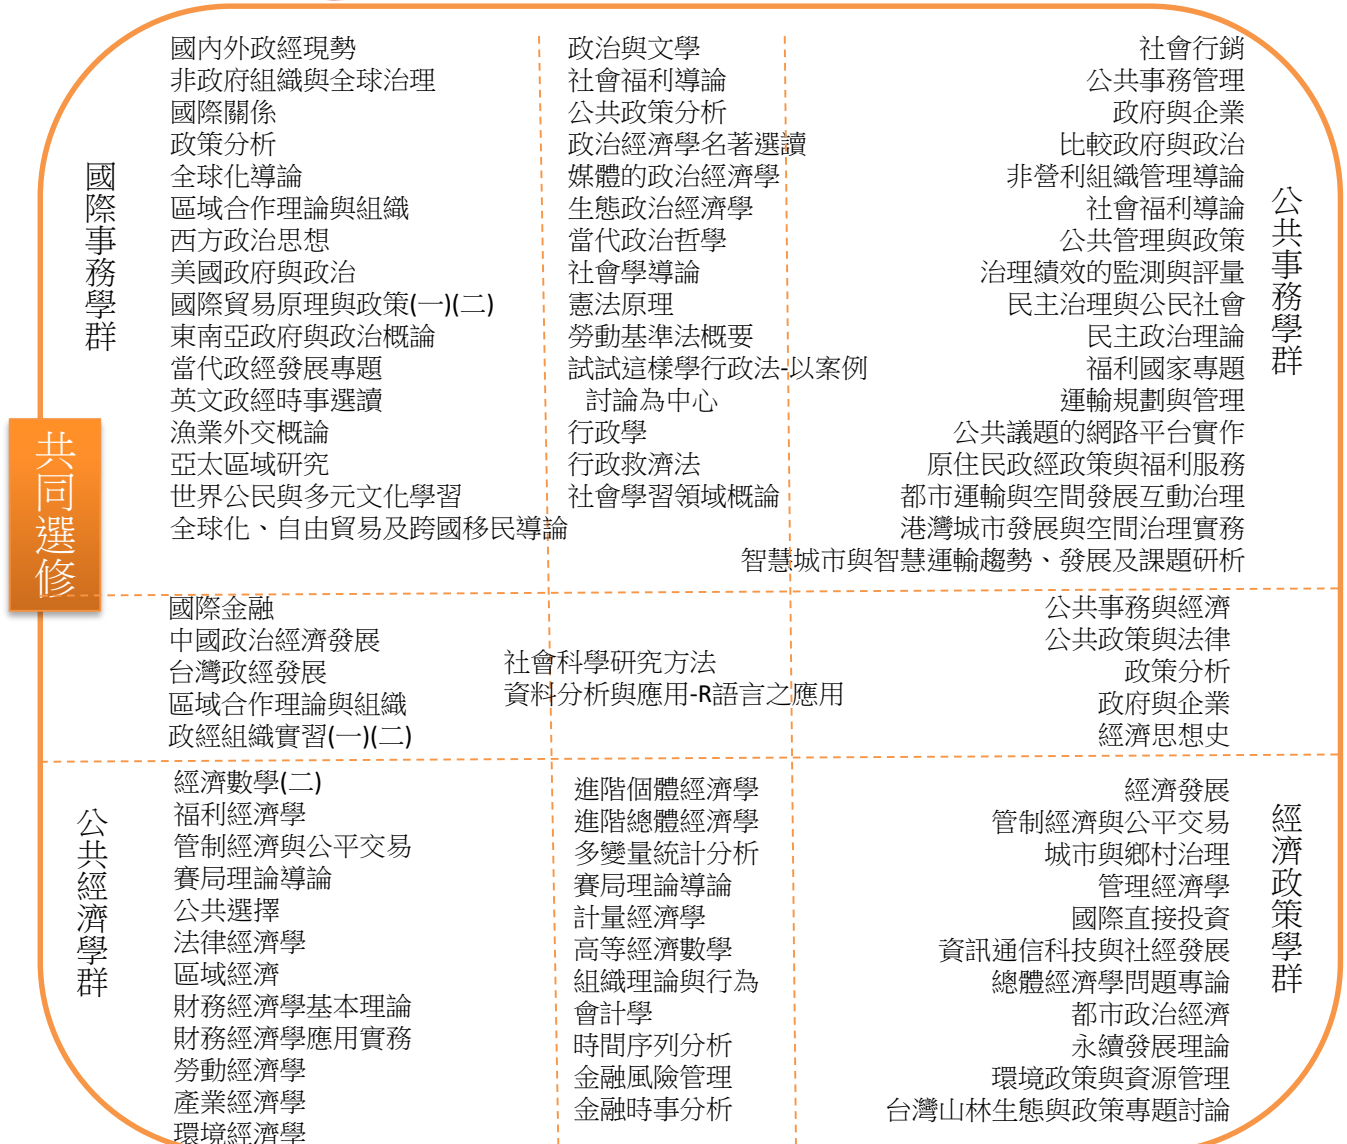 共同選修
國際事務學群
國內外政經現勢
非政府組織與全球治理
國際關係
政策分析
全球化導論
區域合作理論與組織
西方政治思想
美國政府與政治
國際貿易原理與政策(一)(二)
東南亞政府與政治概論
當代政經發展專題
英文政經時事選讀
漁業外交概論
亞太區域研究
世界公民與多元文化學習
全球化、自由貿易及跨國移民導論
政治與文學
社會福利導論
公共政策分析
政治經濟學名著選讀
媒體的政治經濟學
生態政治經濟學
當代政治哲學
社會學導論
憲法原理
勞動基準法概要
試試這樣學行政法-以案例
討論為中心
行政學
行政救濟法
社會學習領域概論
公共事務學群
社會行銷
公共事務管理
政府與企業
比較政府與政治
非營利組織管理導論
社會福利導論
公共管理與政策
治理績效的監測與評量
民主治理與公民社會
民主政治理論
福利國家專題
運輸規劃與管理
公共議題的網路平台實作
原住民政經政策與福利服務
都市運輸與空間發展互動治理
港灣城市發展與空間治理實務
智慧城市與智慧運輸趨勢、發展及課題研析
國際金融
中國政治經濟發展
台灣政經發展
區域合作理論與組織
政經組織實習(一)(二)
社會科學研究方法
資料分析與應用-R語言之應用
公共事務與經濟
公共政策與法律
政策分析
政府與企業
經濟思想史
公共經濟學群
經濟數學(二)
福利經濟學
管制經濟與公平交易
賽局理論導論
公共選擇
法律經濟學
區域經濟
財務經濟學基本理論
財務經濟學應用實務
勞動經濟學
產業經濟學
環境經濟學
進階個體經濟學
進階總體經濟學
多變量統計分析
賽局理論導論
計量經濟學
高等經濟數學
組織理論與行為
會計學
時間序列分析
金融風險管理
金融時事分析
經濟政策學群
經濟發展
管制經濟與公平交易
城市與鄉村治理
管理經濟學
國際直接投資
資訊通信科技與社經發展
總體經濟學問題專論
都市政治經濟
永續發展理論
環境政策與資源管理
台灣山林生態與政策專題討論